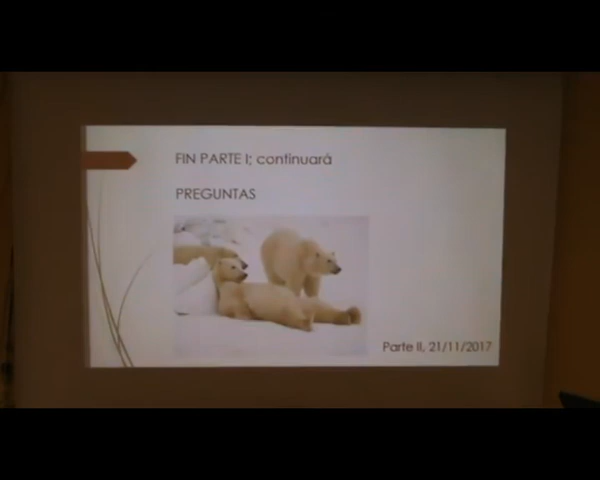 FIN PARTE I; continuará
PREGUNTAS
Parte II, 21/11/2017